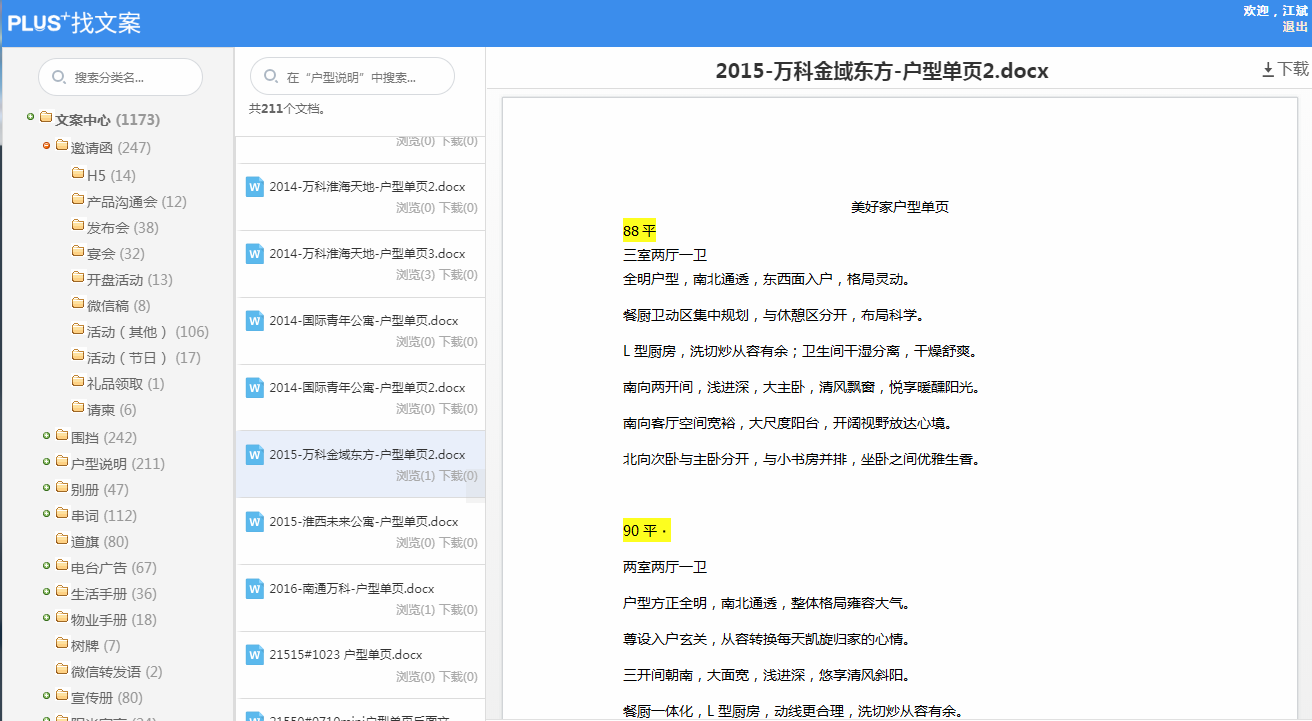 PLUS+找文案
欢迎，江斌
退出
搜索分类名...
文案中心 (1173)
邀请函 (247)
H5 (14)
产品沟通会 (12)
发布会 (38)
宴会 (32)
开盘活动 (13)
微信稿 (8)
活动（其他）(106)
活动（节日）(17)
礼品领取 (1)
请柬 (6)
围挡 (242)
户型说明 (211)
别册 (47)
串词 (112)
道旗 (80)
电台广告 (67)
生活手册 (36)
物业手册 (18)
树牌 (7)
微信转发语 (2)
宣传册 (80)
在“户型说明”中搜索...
共211个文档。
浏览(0) 下载(0)
2014-万科淮海天地-户型单页2.docx
浏览(0) 下载(0)
2014-万科淮海天地-户型单页3.docx
浏览(3) 下载(0)
2014-国际青年公寓-户型单页.docx
浏览(0) 下载(0)
2014-国际青年公寓-户型单页2.docx
浏览(0) 下载(0)
2015-万科金域东方-户型单页2.docx
浏览(1) 下载(0)
2015-淮西未来公寓-户型单页.docx
浏览(0) 下载(0)
2016-南通万科-户型单页.docx
浏览(1) 下载(0)
21515#1023 户型单页.docx
浏览(0) 下载(0)
2015-万科金域东方-户型单页2.docx
下载
美好家户型单页
88 平
三室两厅一卫
全明户型，南北通透，东西面入户，格局灵动。
餐厨卫动区集中规划，与休憩区分开，布局科学。
L 型厨房，洗切炒从容有余；卫生间干湿分离，干燥舒爽。
南向两开间，浅进深，大主卧，清风飘窗，悦享暖醺阳光。
南向客厅空间宽裕，大尺度阳台，开阔视野放达心境。
北向次卧与主卧分开，与小书房并排，坐卧之间优雅生香。
90 平·
两室两厅一卫
户型方正全明，南北通透，整体格局雍容大气。
尊设入户玄关，从容转换每天凯旋归家的心情。
三开间朝南，大面宽，浅进深，悠享清风斜阳。
餐厨一体化，L 型厨房，动线更合理，洗切炒从容有余。